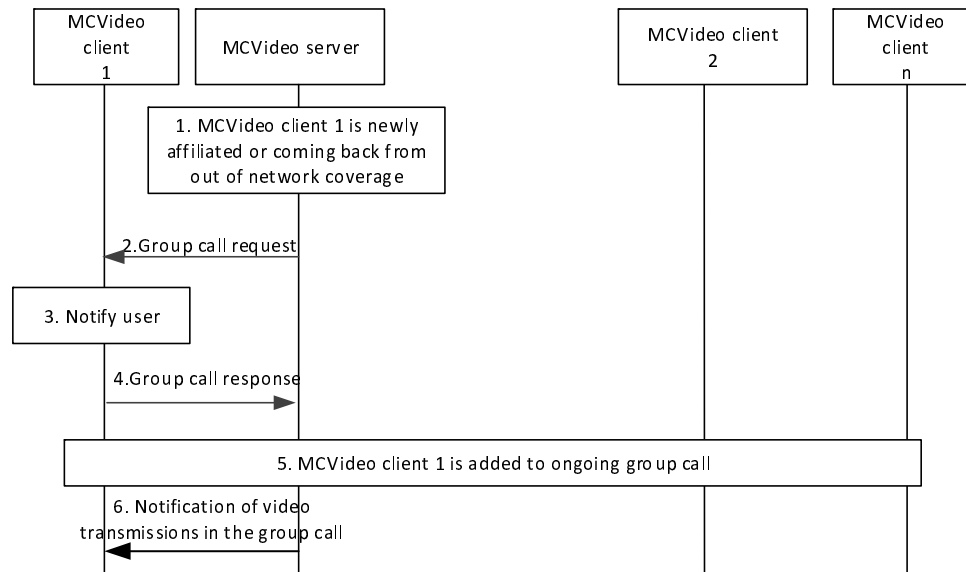 MCVideo
client
1
MCVideo server
MCVideo client
2
MCVideo
client
n
1. MCVideo client 1 is newly
affiliated or coming back from
out of network coverage
2.Group call request
3. Notify user
4.Group call response
5. MCVideo client 1 is added to ongoing group call
6. Notification of video
transmissions in the group call